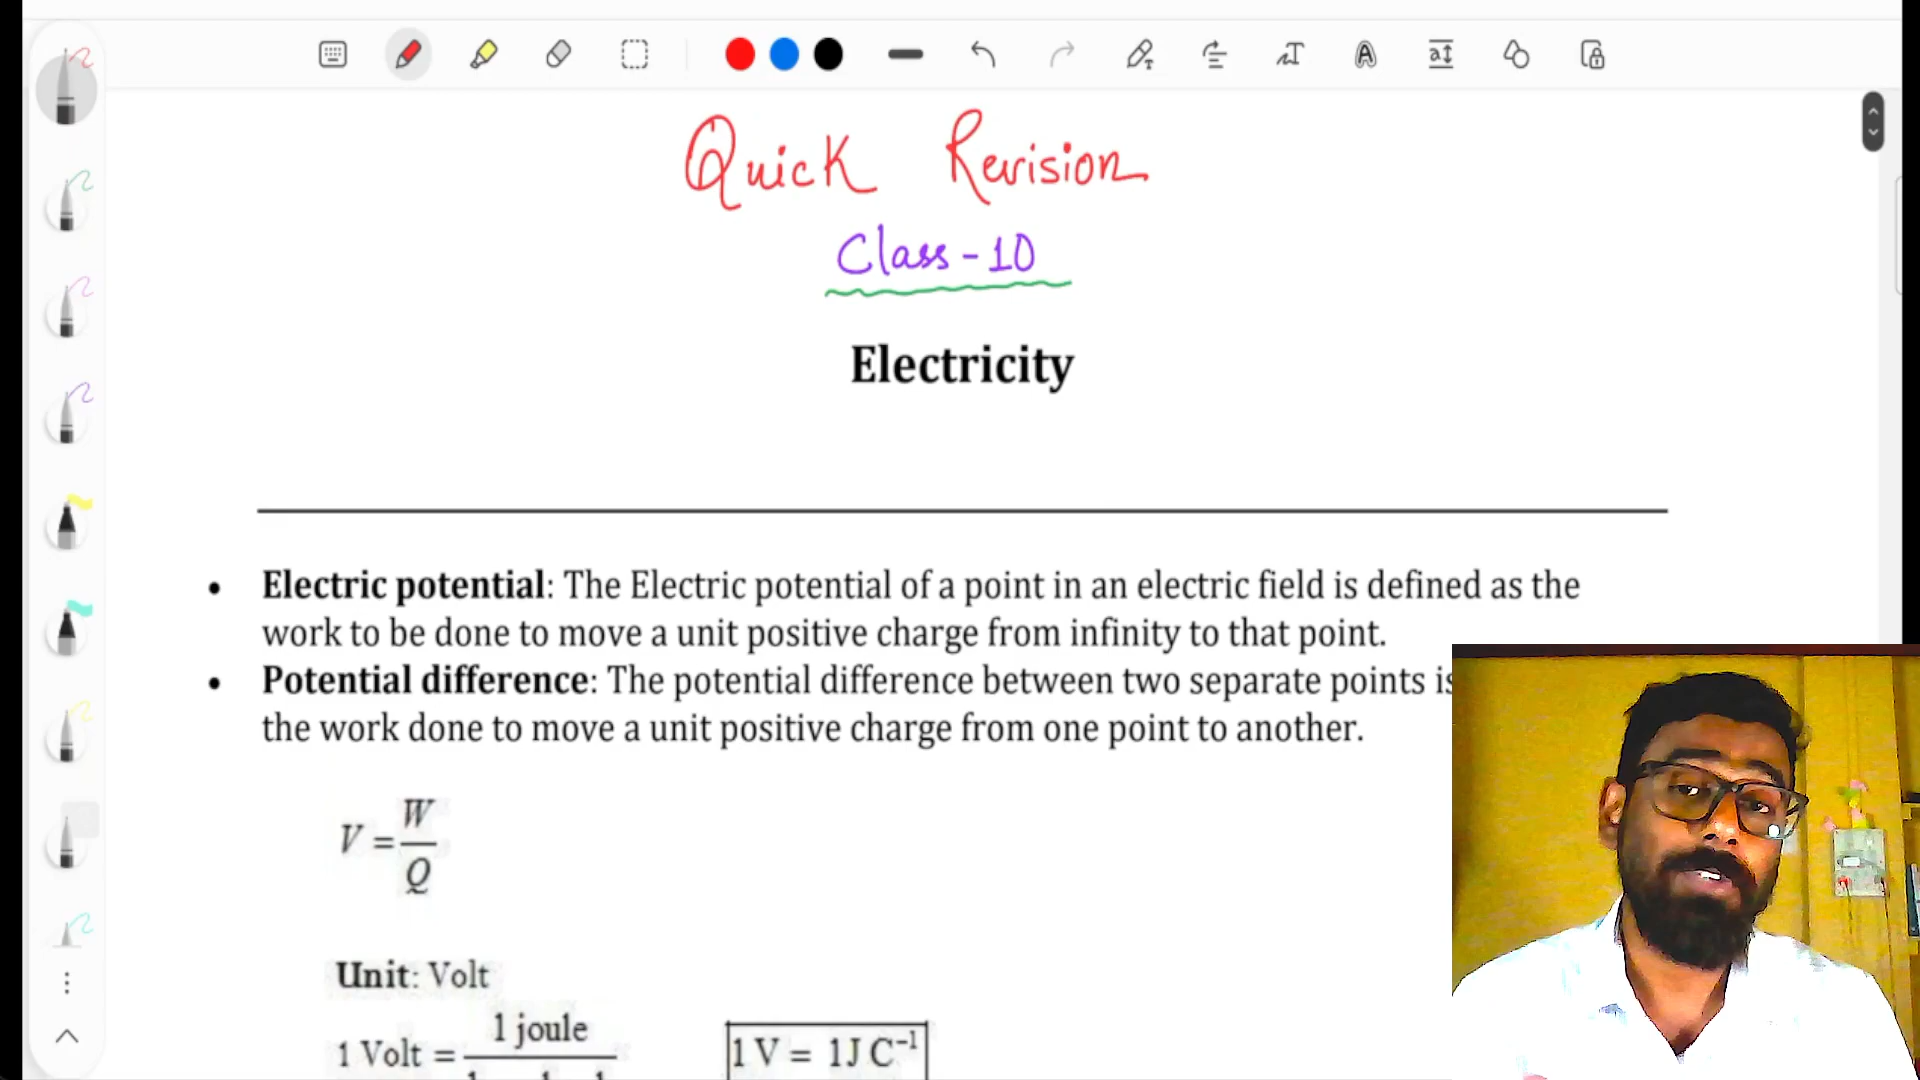 Quick Revision
Class-10
Electricity
• Electric potential: The Electric potential of a point in an electric field is defined as the
work to be done to move a unit positive charge from infinity to that point.
• Potential difference: The potential difference between two separate points is
the work done to move a unit positive charge from one point to another.
V = W/Q
Unit: Volt
1 Volt = 1 joule
1 V = 1J C⁻¹